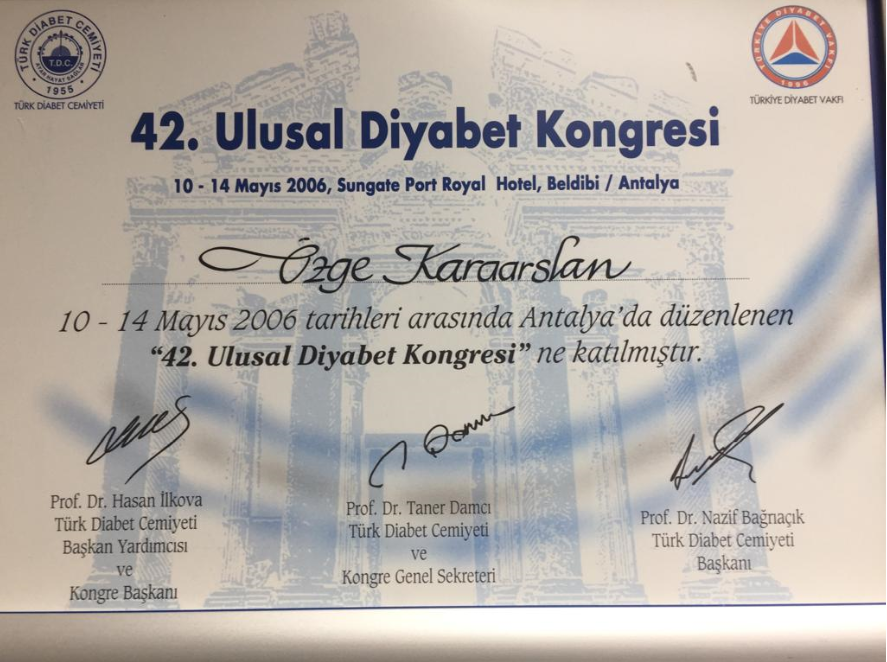 TÜRK DİABET CEMİYETİ
T.D.C.
1955
TÜRK DİABET CEMİYETİ
TÜRKİYE DİYABET VAKFI
1996
TÜRKİYE DİYABET VAKFI
42. Ulusal Diyabet Kongresi
10 - 14 Mayıs 2006, Sungate Port Royal Hotel, Beldibi / Antalya
Özge Karaarslan
10 - 14 Mayıs 2006 tarihleri arasında Antalya'da düzenlenen
“42. Ulusal Diyabet Kongresi” ne katılmıştır.
Prof. Dr. Hasan İlkova
Türk Diabet Cemiyeti
Başkan Yardımcısı
ve
Kongre Başkanı
Prof. Dr. Taner Damcı
Türk Diabet Cemiyeti
ve
Kongre Genel Sekreteri
Prof. Dr. Nazif Bağrıaçık
Türk Diabet Cemiyeti
Başkanı